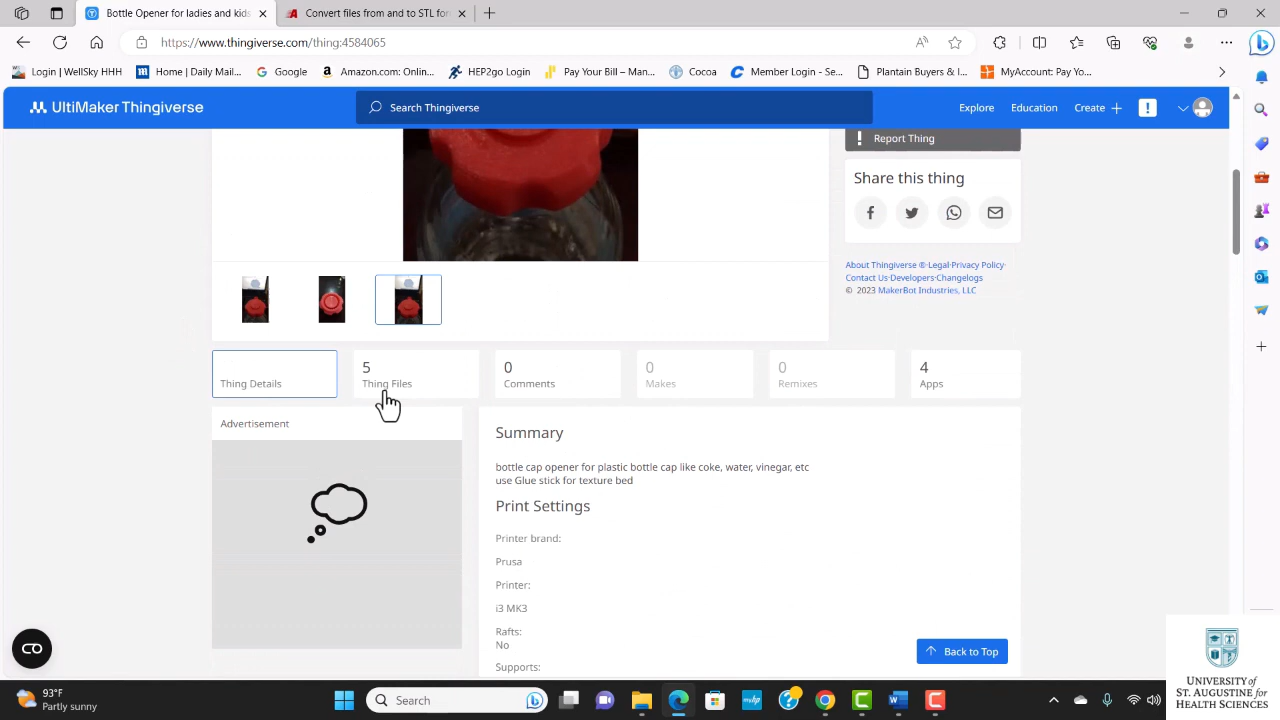 Bottle Opener for ladies and kids
Convert files from and to STL for
https://www.thingiverse.com/thing:4584065
Login | WellSky HHH
Home | Daily Mail...
Google
Amazon.com: Onlin...
HEP2go Login
Pay Your Bill – Man...
Cocoa
Member Login - Se...
Plantain Buyers & I...
MyAccount: Pay Yo...
UltiMaker Thingiverse
Search Thingiverse
Explore
Education
Create
Report Thing
Share this thing
About Thingiverse ®·Legal·Privacy Policy·
Contact Us·Developers·Changelogs
© 2023 MakerBot Industries, LLC
Thing Details
5
Thing Files
0
Comments
0
Makes
0
Remixes
4
Apps
Advertisement
Summary
bottle cap opener for plastic bottle cap like coke, water, vinegar, etc
use Glue stick for texture bed
Print Settings
Printer brand:
Prusa
Printer:
i3 MK3
Rafts:
No
Supports:
Back to Top
93°F
Partly sunny
Search
UNIVERSITY of
ST. AUGUSTINE for
HEALTH SCIENCES